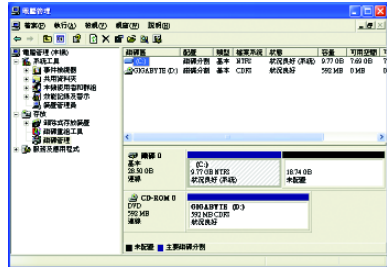 電腦管理
檔案(F) 執行(A) 檢視(V) 視窗(W) 說明(H)
電腦管理 (本機)
系統工具
事件檢視器
共用資料夾
本機使用者和群組
效能記錄及警示
裝置管理員
存放
卸除式存放裝置
磁碟重組工具
磁碟管理
服務及應用程式
磁碟區 配置 類型 檔案系統 狀態 容量 可用空間
(C:) 磁碟分割 基本 NTFS 狀況良好 (系統) 9.77 GB 7.69 GB
GIGABYTE (D:) 磁碟分割 基本 CDFS 狀況良好 592 MB 0 MB
磁碟 0
基本
28.50 GB
連線
(C:)
9.77 GB NTFS
狀況良好 (系統)
18.74 GB
未配置
CD-ROM 0
DVD
592 MB
連線
GIGABYTE (D:)
592 MB CDFS
狀況良好
未配置 主要磁碟分割